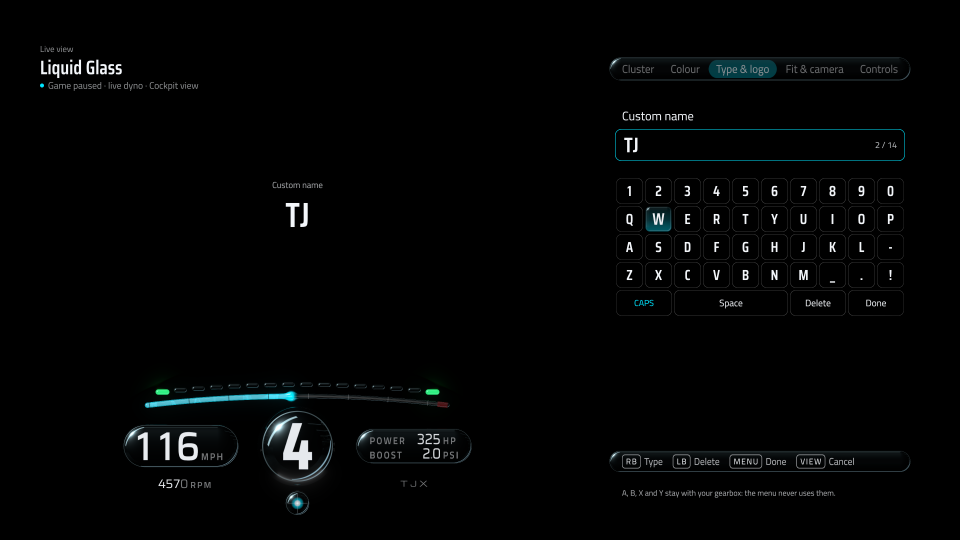 Live view
Liquid Glass
Game paused · live dyno · Cockpit view
Cluster Colour Type & logo Fit & camera Controls
Custom name
TJ 2 / 14
Custom name
TJ
1 2 3 4 5 6 7 8 9 0
Q W E R T Y U I O P
A S D F G H J K L -
Z X C V B N M _ . !
CAPS Space Delete Done
116 MPH
4570 RPM
4
POWER 325 HP
BOOST 2.0 PSI
TJX
RB Type LB Delete MENU Done VIEW Cancel
A, B, X and Y stay with your gearbox: the menu never uses them.